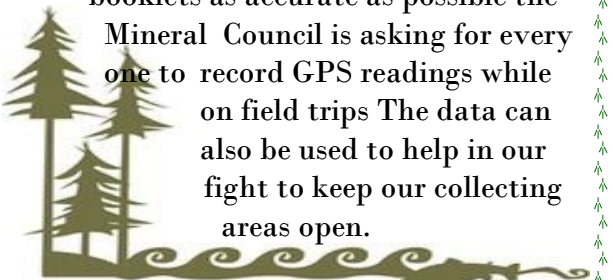 booklets as accurate as possible the
Mineral Council is asking for every
one to record GPS readings while
on field trips The data can
also be used to help in our
fight to keep our collecting
areas open.